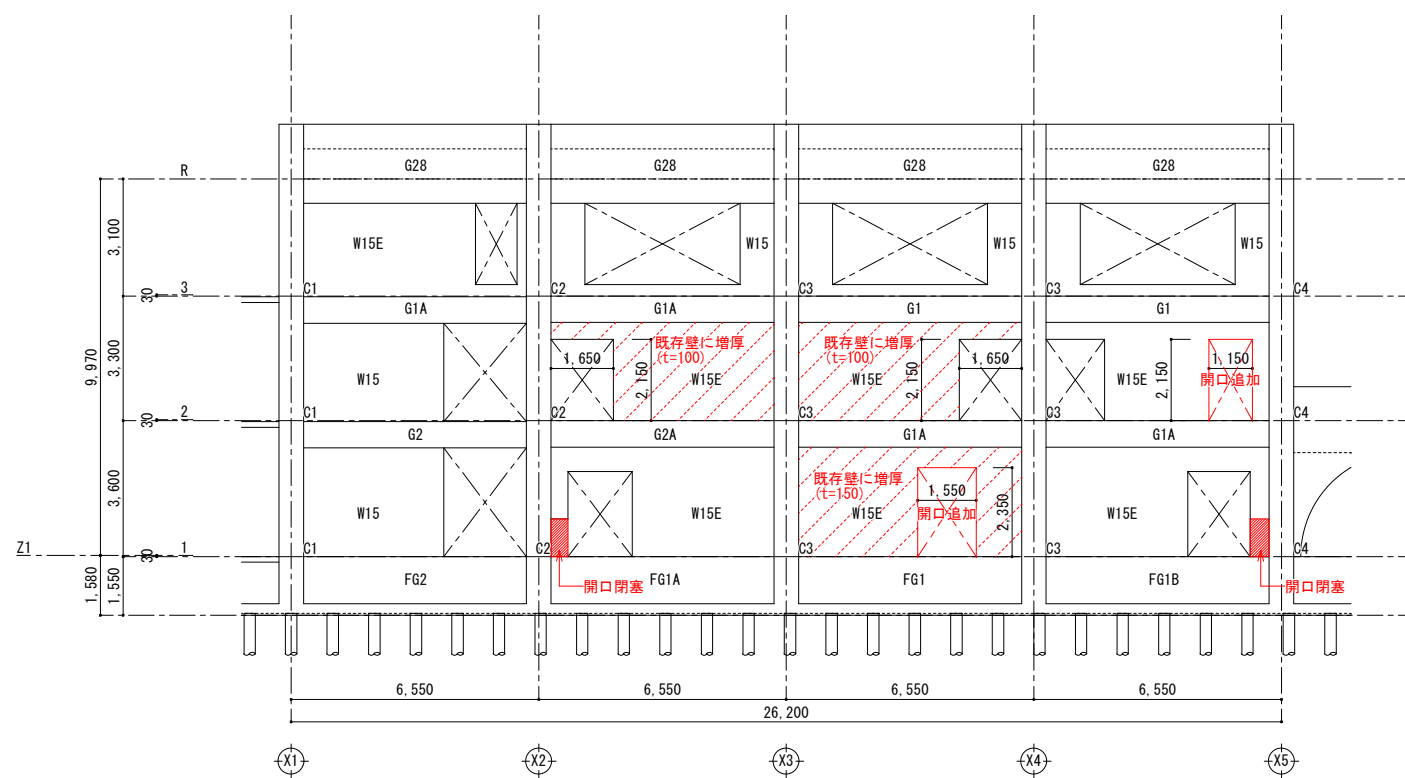 R
G28 G28 G28 G28
3,100
W15E W15 W15 W15
3 C1 C2 C3 C3 C4
30
G1A G1A G1 G1
既存壁に増厚 既存壁に増厚
(t=100) (t=100)
1,650 1,650 1,150
9,970
3,300
2,150 2,150 2,150
開口追加
W15 W15E W15E W15E
2 C1 C2 C3 C3 C4
30
G2 G2A G1A G1A
既存壁に増厚
(t=150)
1,550
3,600
2,350
W15 W15E W15E 開口追加 W15E
Z1 1 C1 C2 C3 C3 C4
30
1,580
1,550
FG2 FG1A FG1 FG1B
開口閉塞 開口閉塞
6,550 6,550 6,550 6,550
26,200
X1 X2 X3 X4 X5